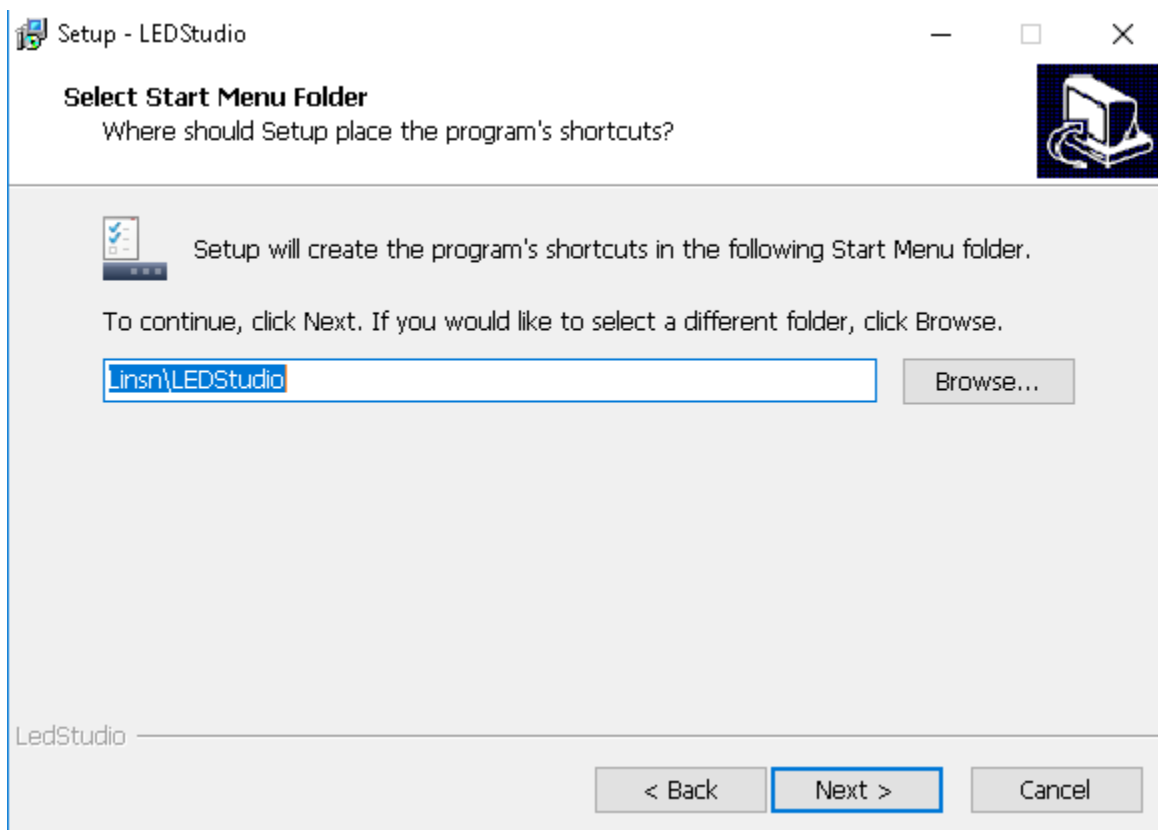 Setup - LEDStudio
Select Start Menu Folder
Where should Setup place the program's shortcuts?
Setup will create the program's shortcuts in the following Start Menu folder.
To continue, click Next. If you would like to select a different folder, click Browse.
Linsn\LEDStudio
Browse...
LedStudio
< Back
Next >
Cancel